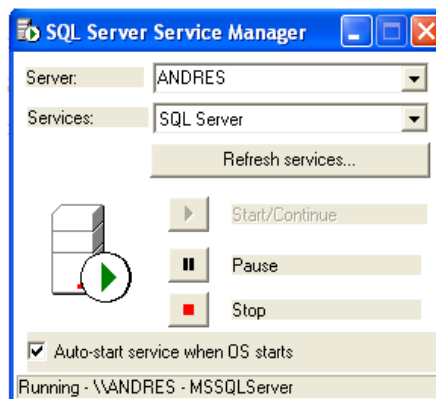 SQL Server Service Manager
Server: ANDRES
Services: SQL Server
Refresh services...
Start/Continue
Pause
Stop
Auto-start service when OS starts
Running - \\ANDRES - MSSQLServer